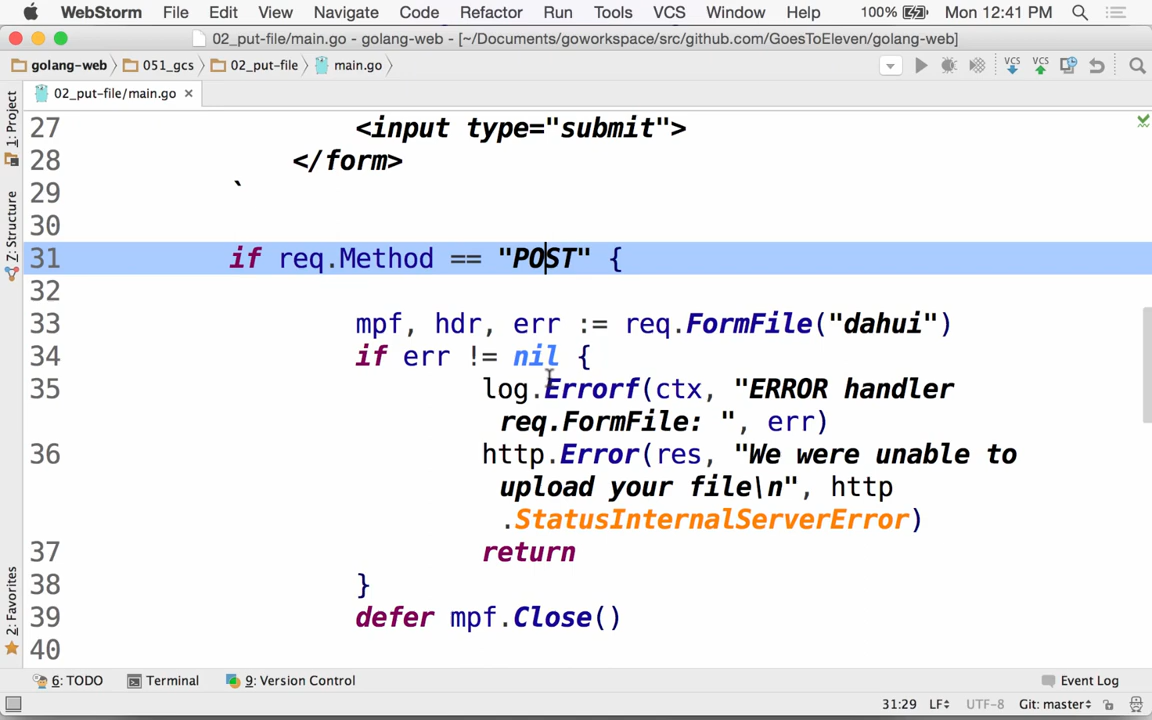 WebStorm File Edit View Navigate Code Refactor Run Tools VCS Window Help 100% Mon 12:41 PM
02_put-file/main.go - golang-web - [~/Documents/goworkspace/src/github.com/GoesToEleven/golang-web]
golang-web 051_gcs 02_put-file main.go VCS VCS
02_put-file/main.go ×
1: Project
Z: Structure
2: Favorites
27 <input type="submit">
28 </form>
29 `
30
31 if req.Method == "POST" {
32
33 mpf, hdr, err := req.FormFile("dahui")
34 if err != nil {
35 log.Errorf(ctx, "ERROR handler
req.FormFile: ", err)
36 http.Error(res, "We were unable to
upload your file\n", http
.StatusInternalServerError)
37 return
38 }
39 defer mpf.Close()
40
6: TODO Terminal 9: Version Control Event Log
31:29 LF UTF-8 Git: master